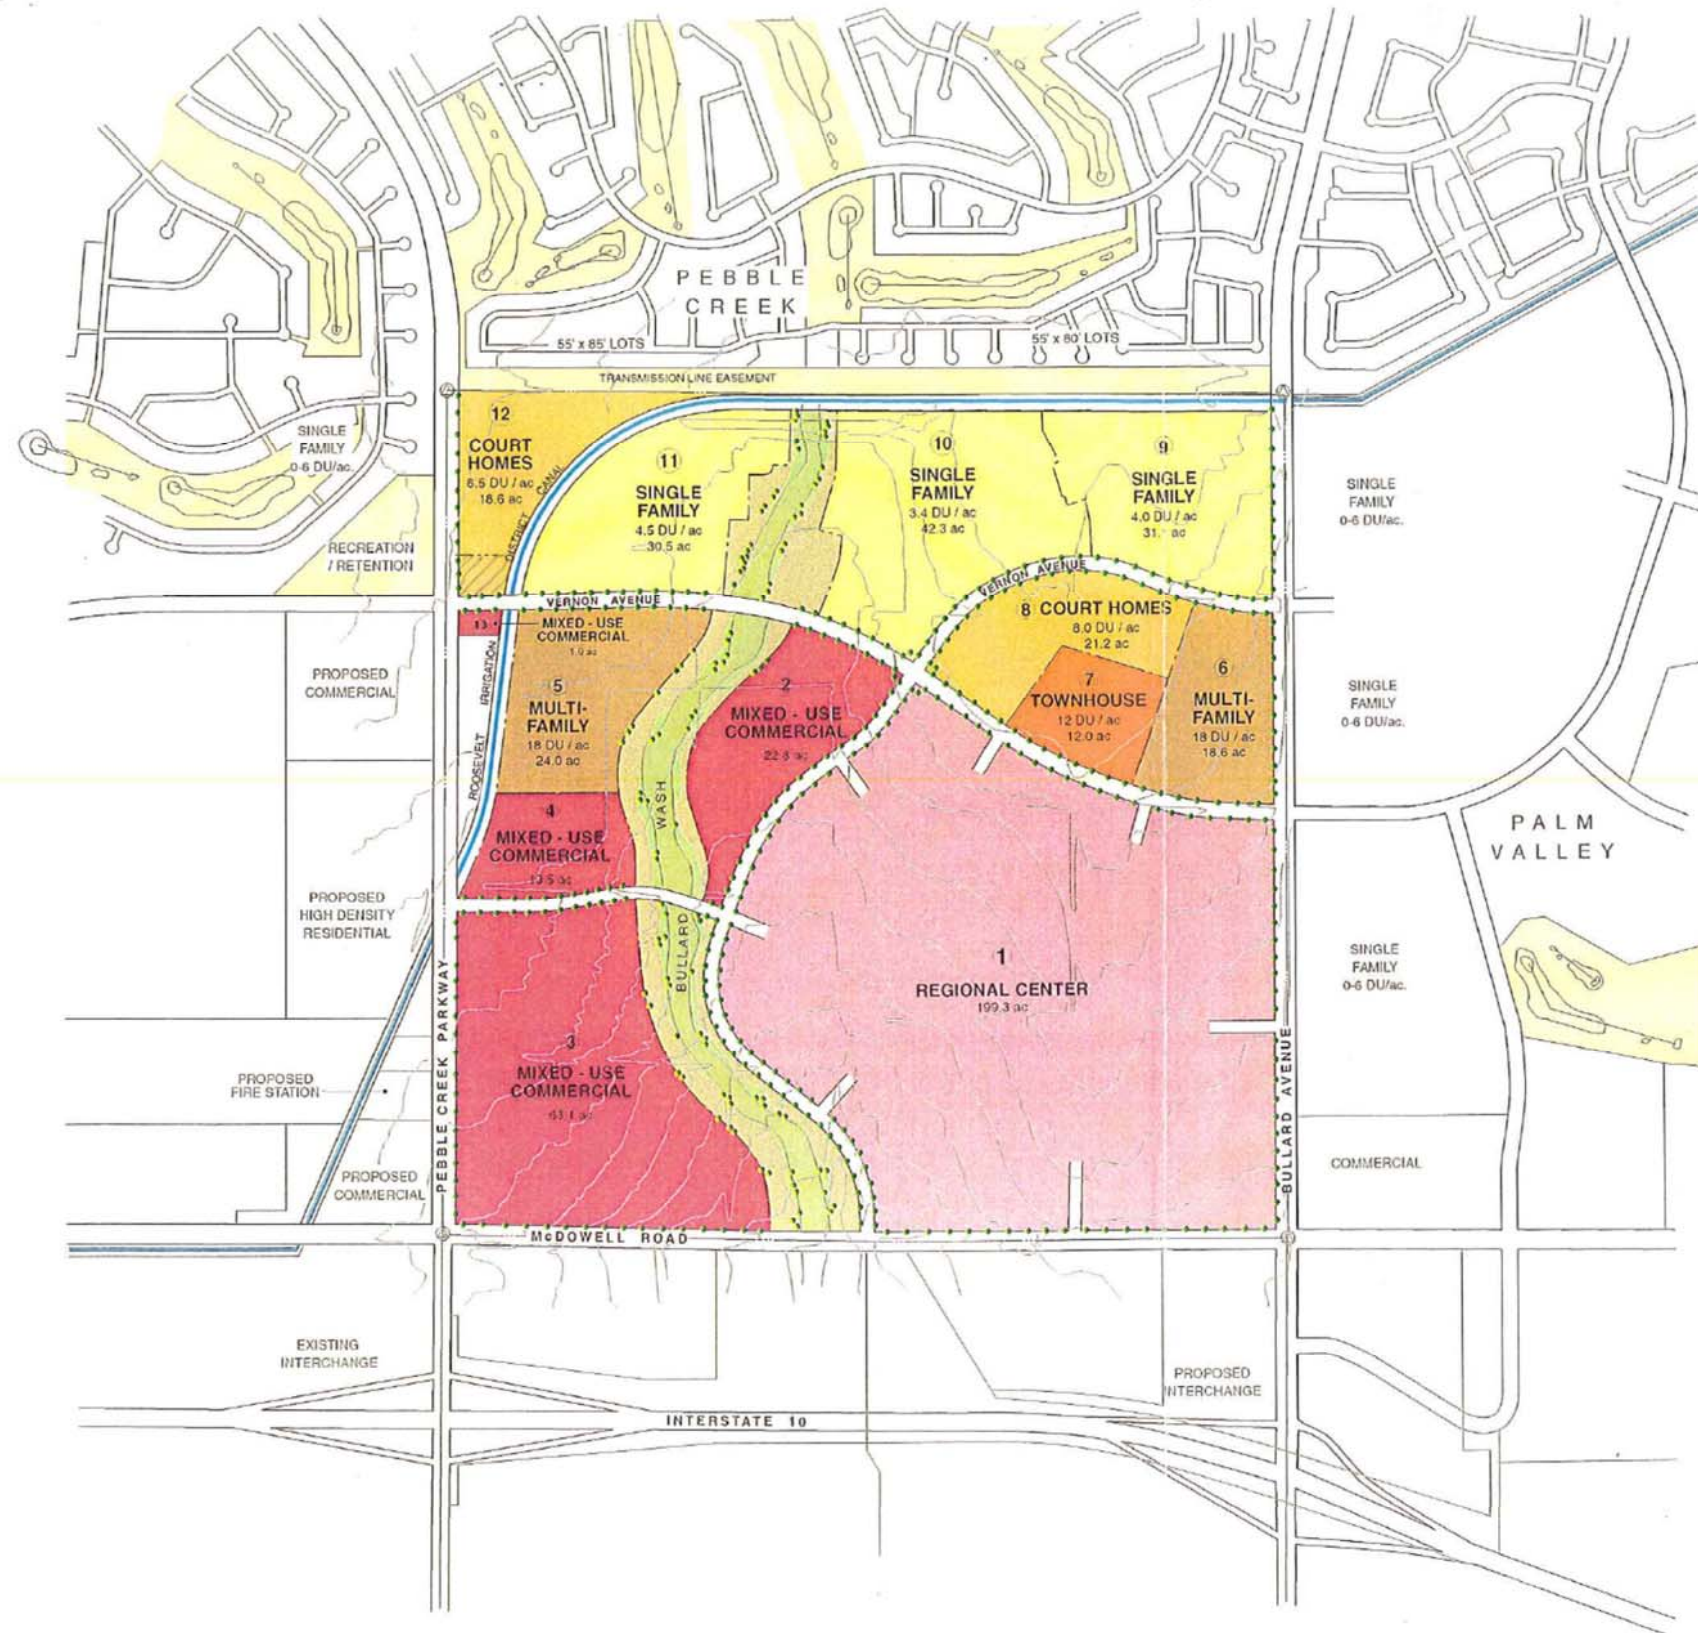 PEBBLE
CREEK
55' x 85' LOTS
55' x 80' LOTS
TRANSMISSION LINE EASEMENT
12
COURT
HOMES
18.6 ac
SINGLE
FAMILY
0-6 DU/ac.
11
SINGLE
FAMILY
4.5 DU / ac
30.5 ac
10
SINGLE
FAMILY
3.4 DU / ac
42.3 ac
9
SINGLE
FAMILY
4.0 DU / ac
SINGLE
FAMILY
0-6 DU/ac.
RECREATION
/ RETENTION
ROOSEVELT IRRIGATION DISTRICT CANAL
VERNON AVENUE
VERNON AVENUE
13
MIXED - USE
COMMERCIAL
8 COURT HOMES
8.0 DU / ac
21.2 ac
PROPOSED
COMMERCIAL
5
MULTI-
FAMILY
18 DU / ac
24.0 ac
2
MIXED - USE
COMMERCIAL
7
TOWNHOUSE
12 DU / ac
12.0 ac
6
MULTI-
FAMILY
18 DU / ac
18.6 ac
SINGLE
FAMILY
0-6 DU/ac.
4
MIXED - USE
COMMERCIAL
BULLARD WASH
PALM
VALLEY
PROPOSED
HIGH DENSITY
RESIDENTIAL
1
REGIONAL CENTER
199.3 ac
SINGLE
FAMILY
0-6 DU/ac.
3
MIXED - USE
COMMERCIAL
PROPOSED
FIRE STATION
PEBBLE CREEK PARKWAY
BULLARD AVENUE
PROPOSED
COMMERCIAL
COMMERCIAL
McDOWELL ROAD
EXISTING
INTERCHANGE
PROPOSED
INTERCHANGE
INTERSTATE 10